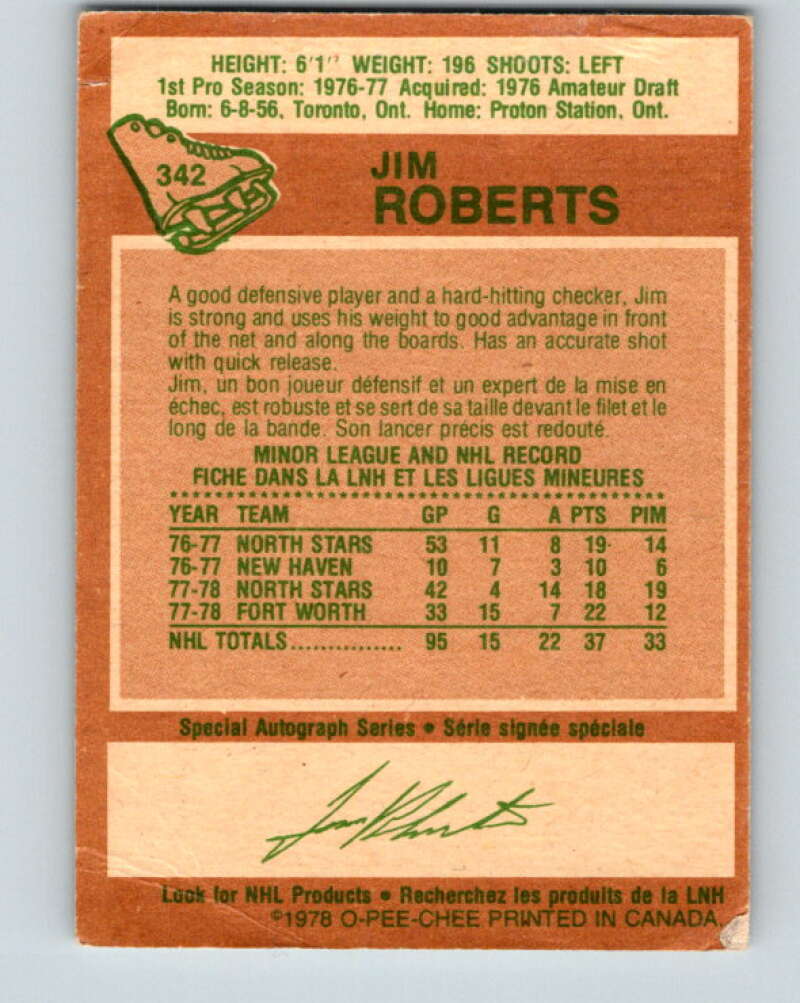 HEIGHT: 6'1" WEIGHT: 196 SHOOTS: LEFT
1st Pro Season: 1976-77 Acquired: 1976 Amateur Draft
Born: 6-8-56, Toronto, Ont. Home: Proton Station, Ont.
342
JIM
ROBERTS
A good defensive player and a hard-hitting checker, Jim
is strong and uses his weight to good advantage in front
of the net and along the boards. Has an accurate shot
with quick release.
Jim, un bon joueur défensif et un expert de la mise en
échec, est robuste et se sert de sa taille devant le filet et le
long de la bande. Son lancer précis est redouté.
MINOR LEAGUE AND NHL RECORD
FICHE DANS LA LNH ET LES LIGUES MINEURES
YEAR TEAM GP G A PTS PIM
76-77 NORTH STARS 53 11 8 19 14
76-77 NEW HAVEN 10 7 3 10 6
77-78 NORTH STARS 42 4 14 18 19
77-78 FORT WORTH 33 15 7 22 12
NHL TOTALS............... 95 15 22 37 33
Special Autograph Series • Série signée spéciale
Jim Roberts
Look for NHL Products • Recherchez les produits de la LNH
©1978 O-PEE-CHEE PRINTED IN CANADA.